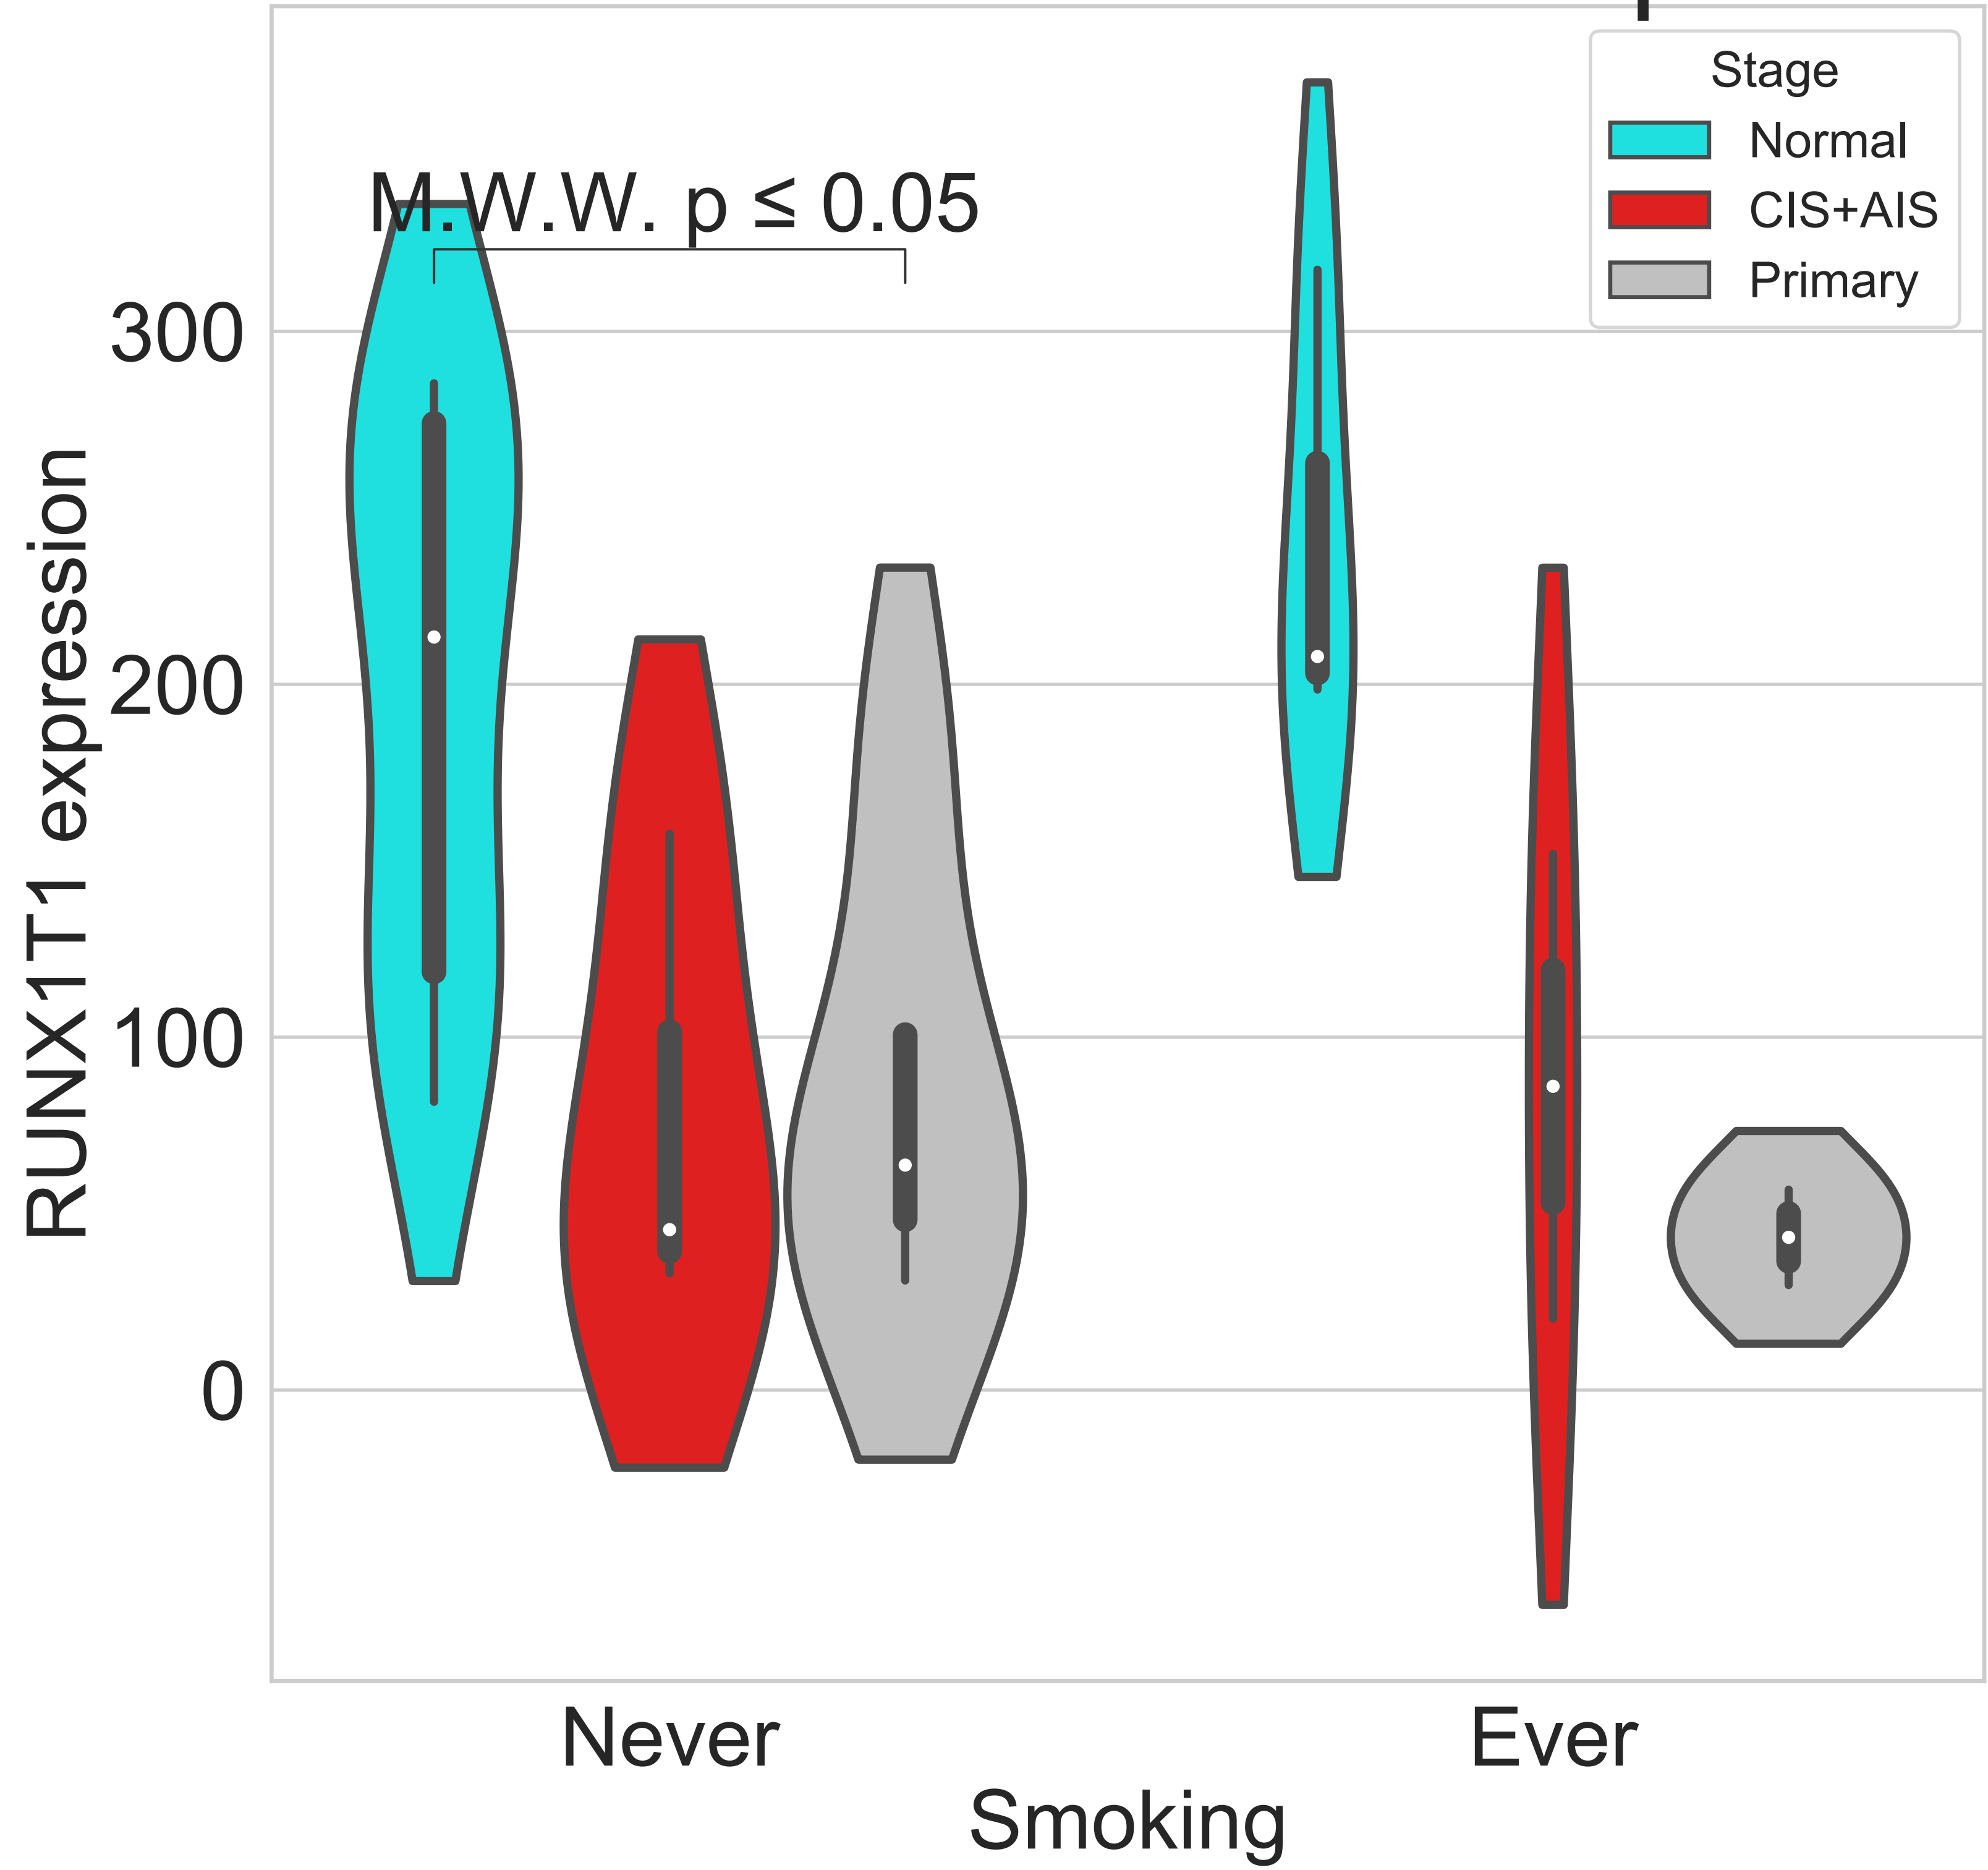 Stage
Normal
CIS+AIS
Primary
M.W.W. p ≤ 0.05
300
200
100
0
RUNX1T1 expression
Never
Ever
Smoking